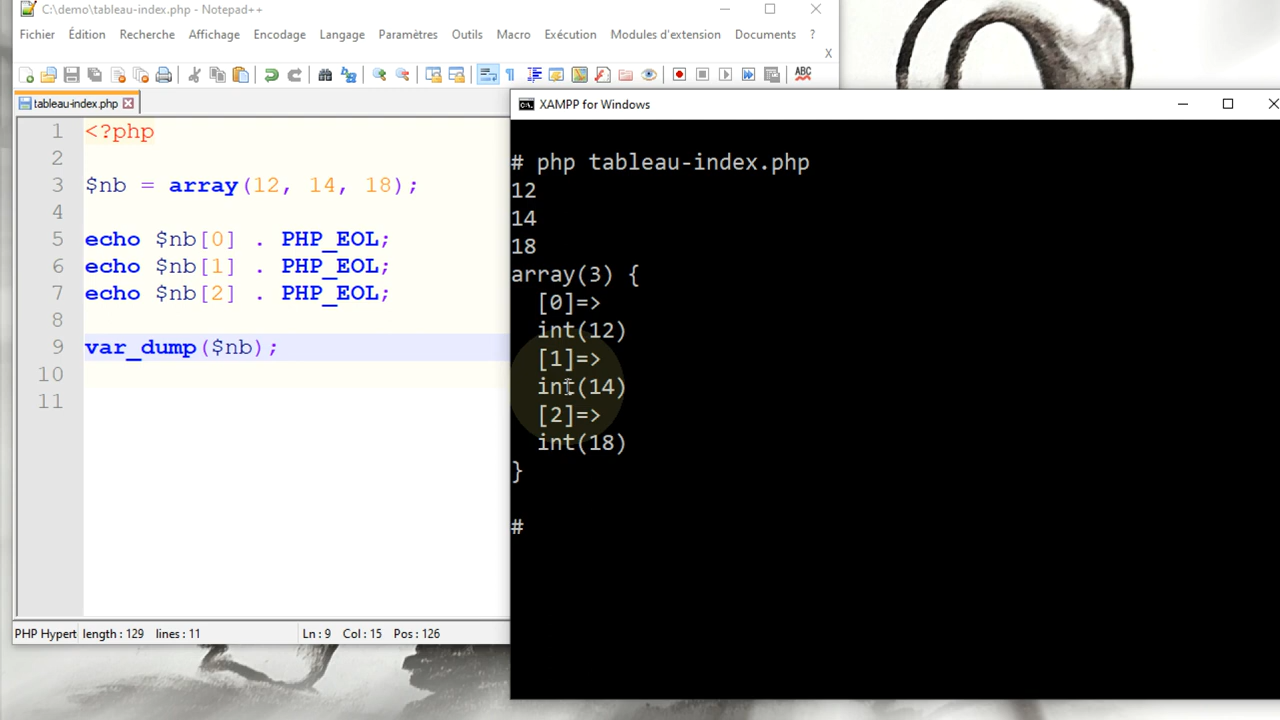 C:\demo\tableau-index.php - Notepad++
Fichier Édition Recherche Affichage Encodage Langage Paramètres Outils Macro Exécution Modules d'extension Documents ?
X
ABC
tableau-index.php
1 <?php
2
3 $nb = array(12, 14, 18);
4
5 echo $nb[0] . PHP_EOL;
6 echo $nb[1] . PHP_EOL;
7 echo $nb[2] . PHP_EOL;
8
9 var_dump($nb);
10
11
PHP Hypert length : 129 lines : 11 Ln : 9 Col : 15 Pos : 126
XAMPP for Windows
# php tableau-index.php
12
14
18
array(3) {
[0]=>
int(12)
[1]=>
int(14)
[2]=>
int(18)
}
#